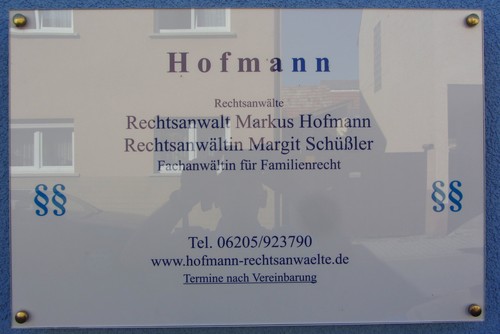 Hofmann
Rechtsanwälte
Rechtsanwalt Markus Hofmann
Rechtsanwältin Margit Schüßler
Fachanwältin für Familienrecht
§§ §§
Tel. 06205/923790
www.hofmann-rechtsanwaelte.de
Termine nach Vereinbarung